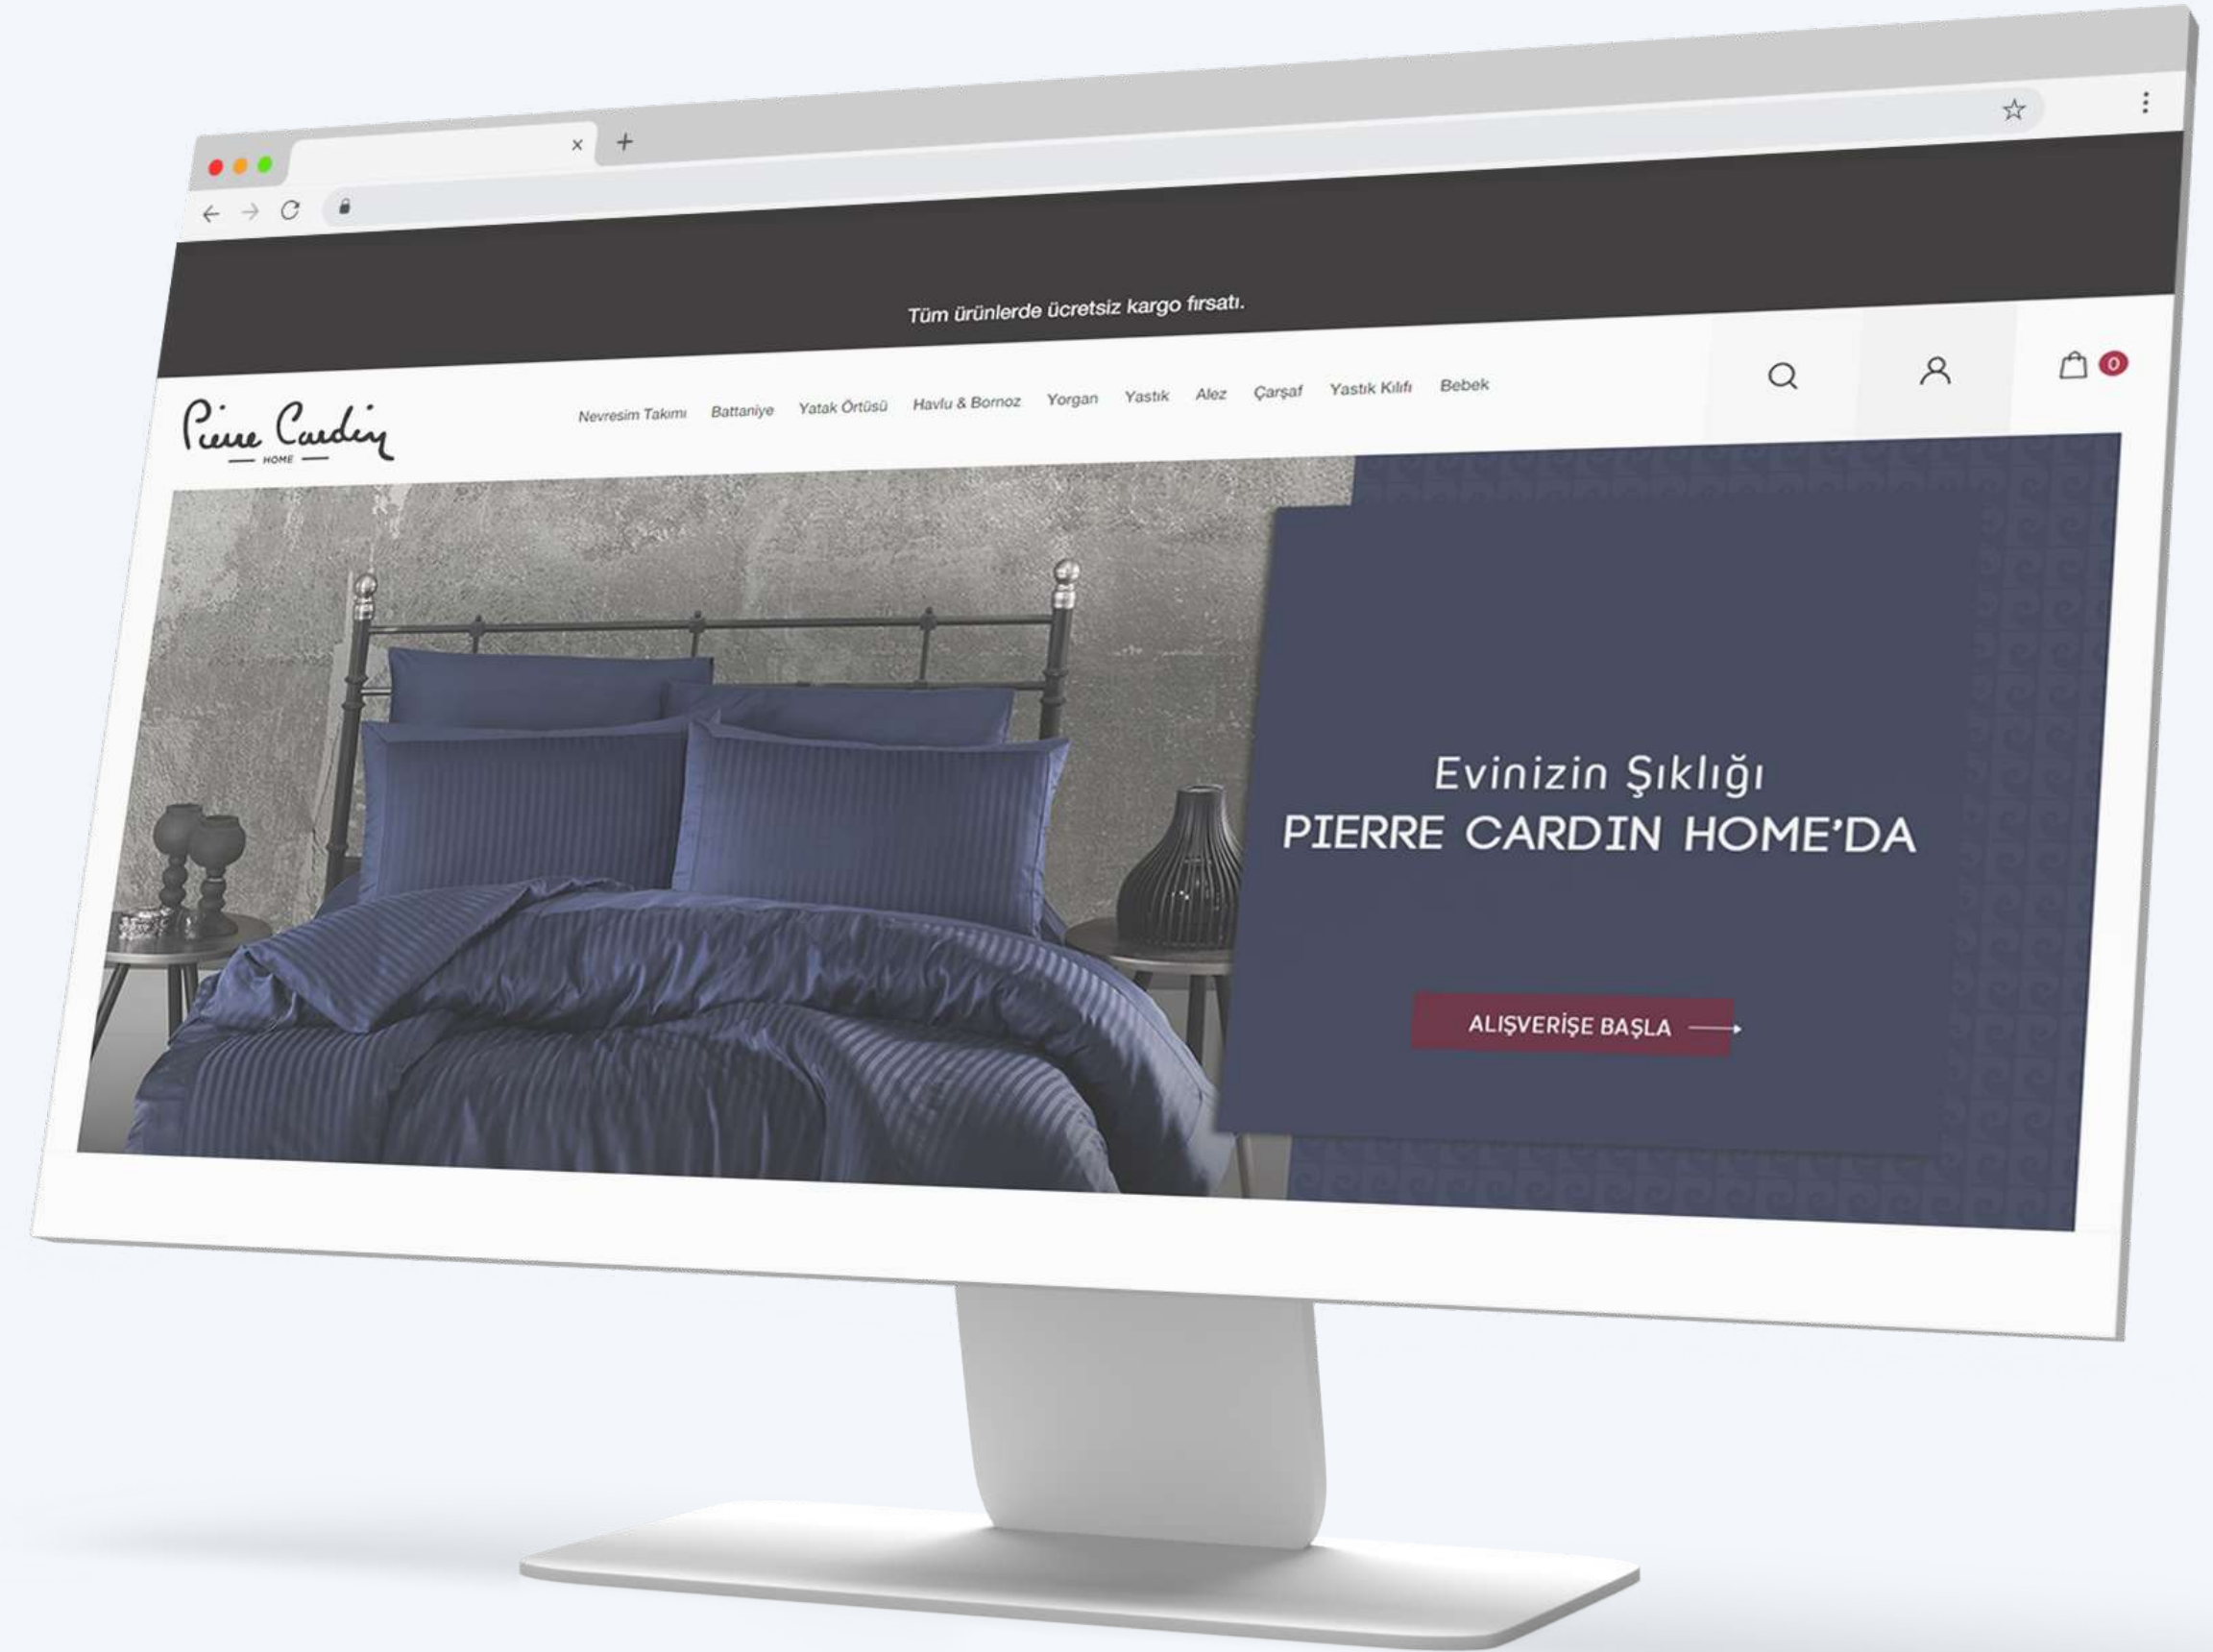 Tüm ürünlerde ücretsiz kargo fırsatı.
Pierre Cardin
HOME
Nevresim Takımı Battaniye Yatak Örtüsü Havlu & Bornoz Yorgan Yastık Alez Çarşaf Yastık Kılıfı Bebek
0
Evinizin Şıklığı
PIERRE CARDIN HOME'DA
ALIŞVERİŞE BAŞLA